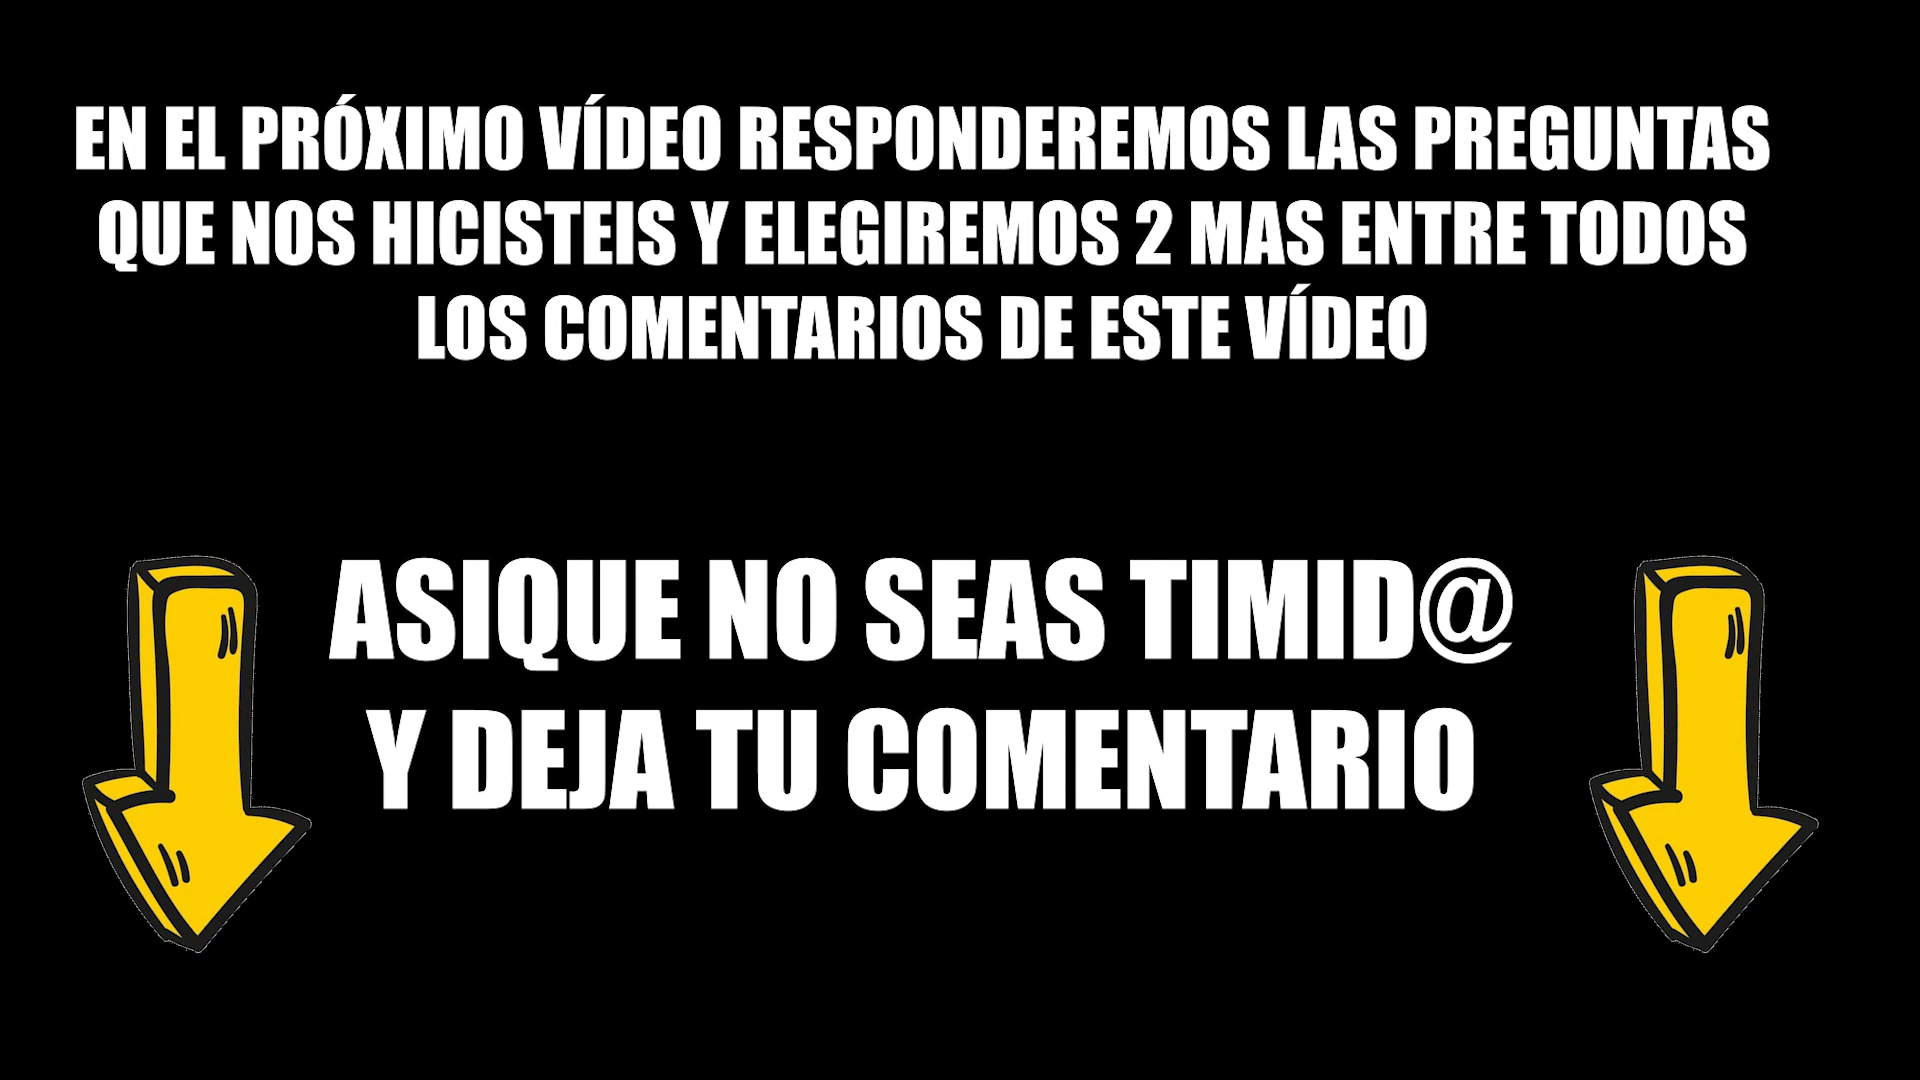 EN EL PRÓXIMO VÍDEO RESPONDEREMOS LAS PREGUNTAS
QUE NOS HICISTEIS Y ELEGIREMOS 2 MAS ENTRE TODOS
LOS COMENTARIOS DE ESTE VÍDEO
ASIQUE NO SEAS TIMID@
Y DEJA TU COMENTARIO